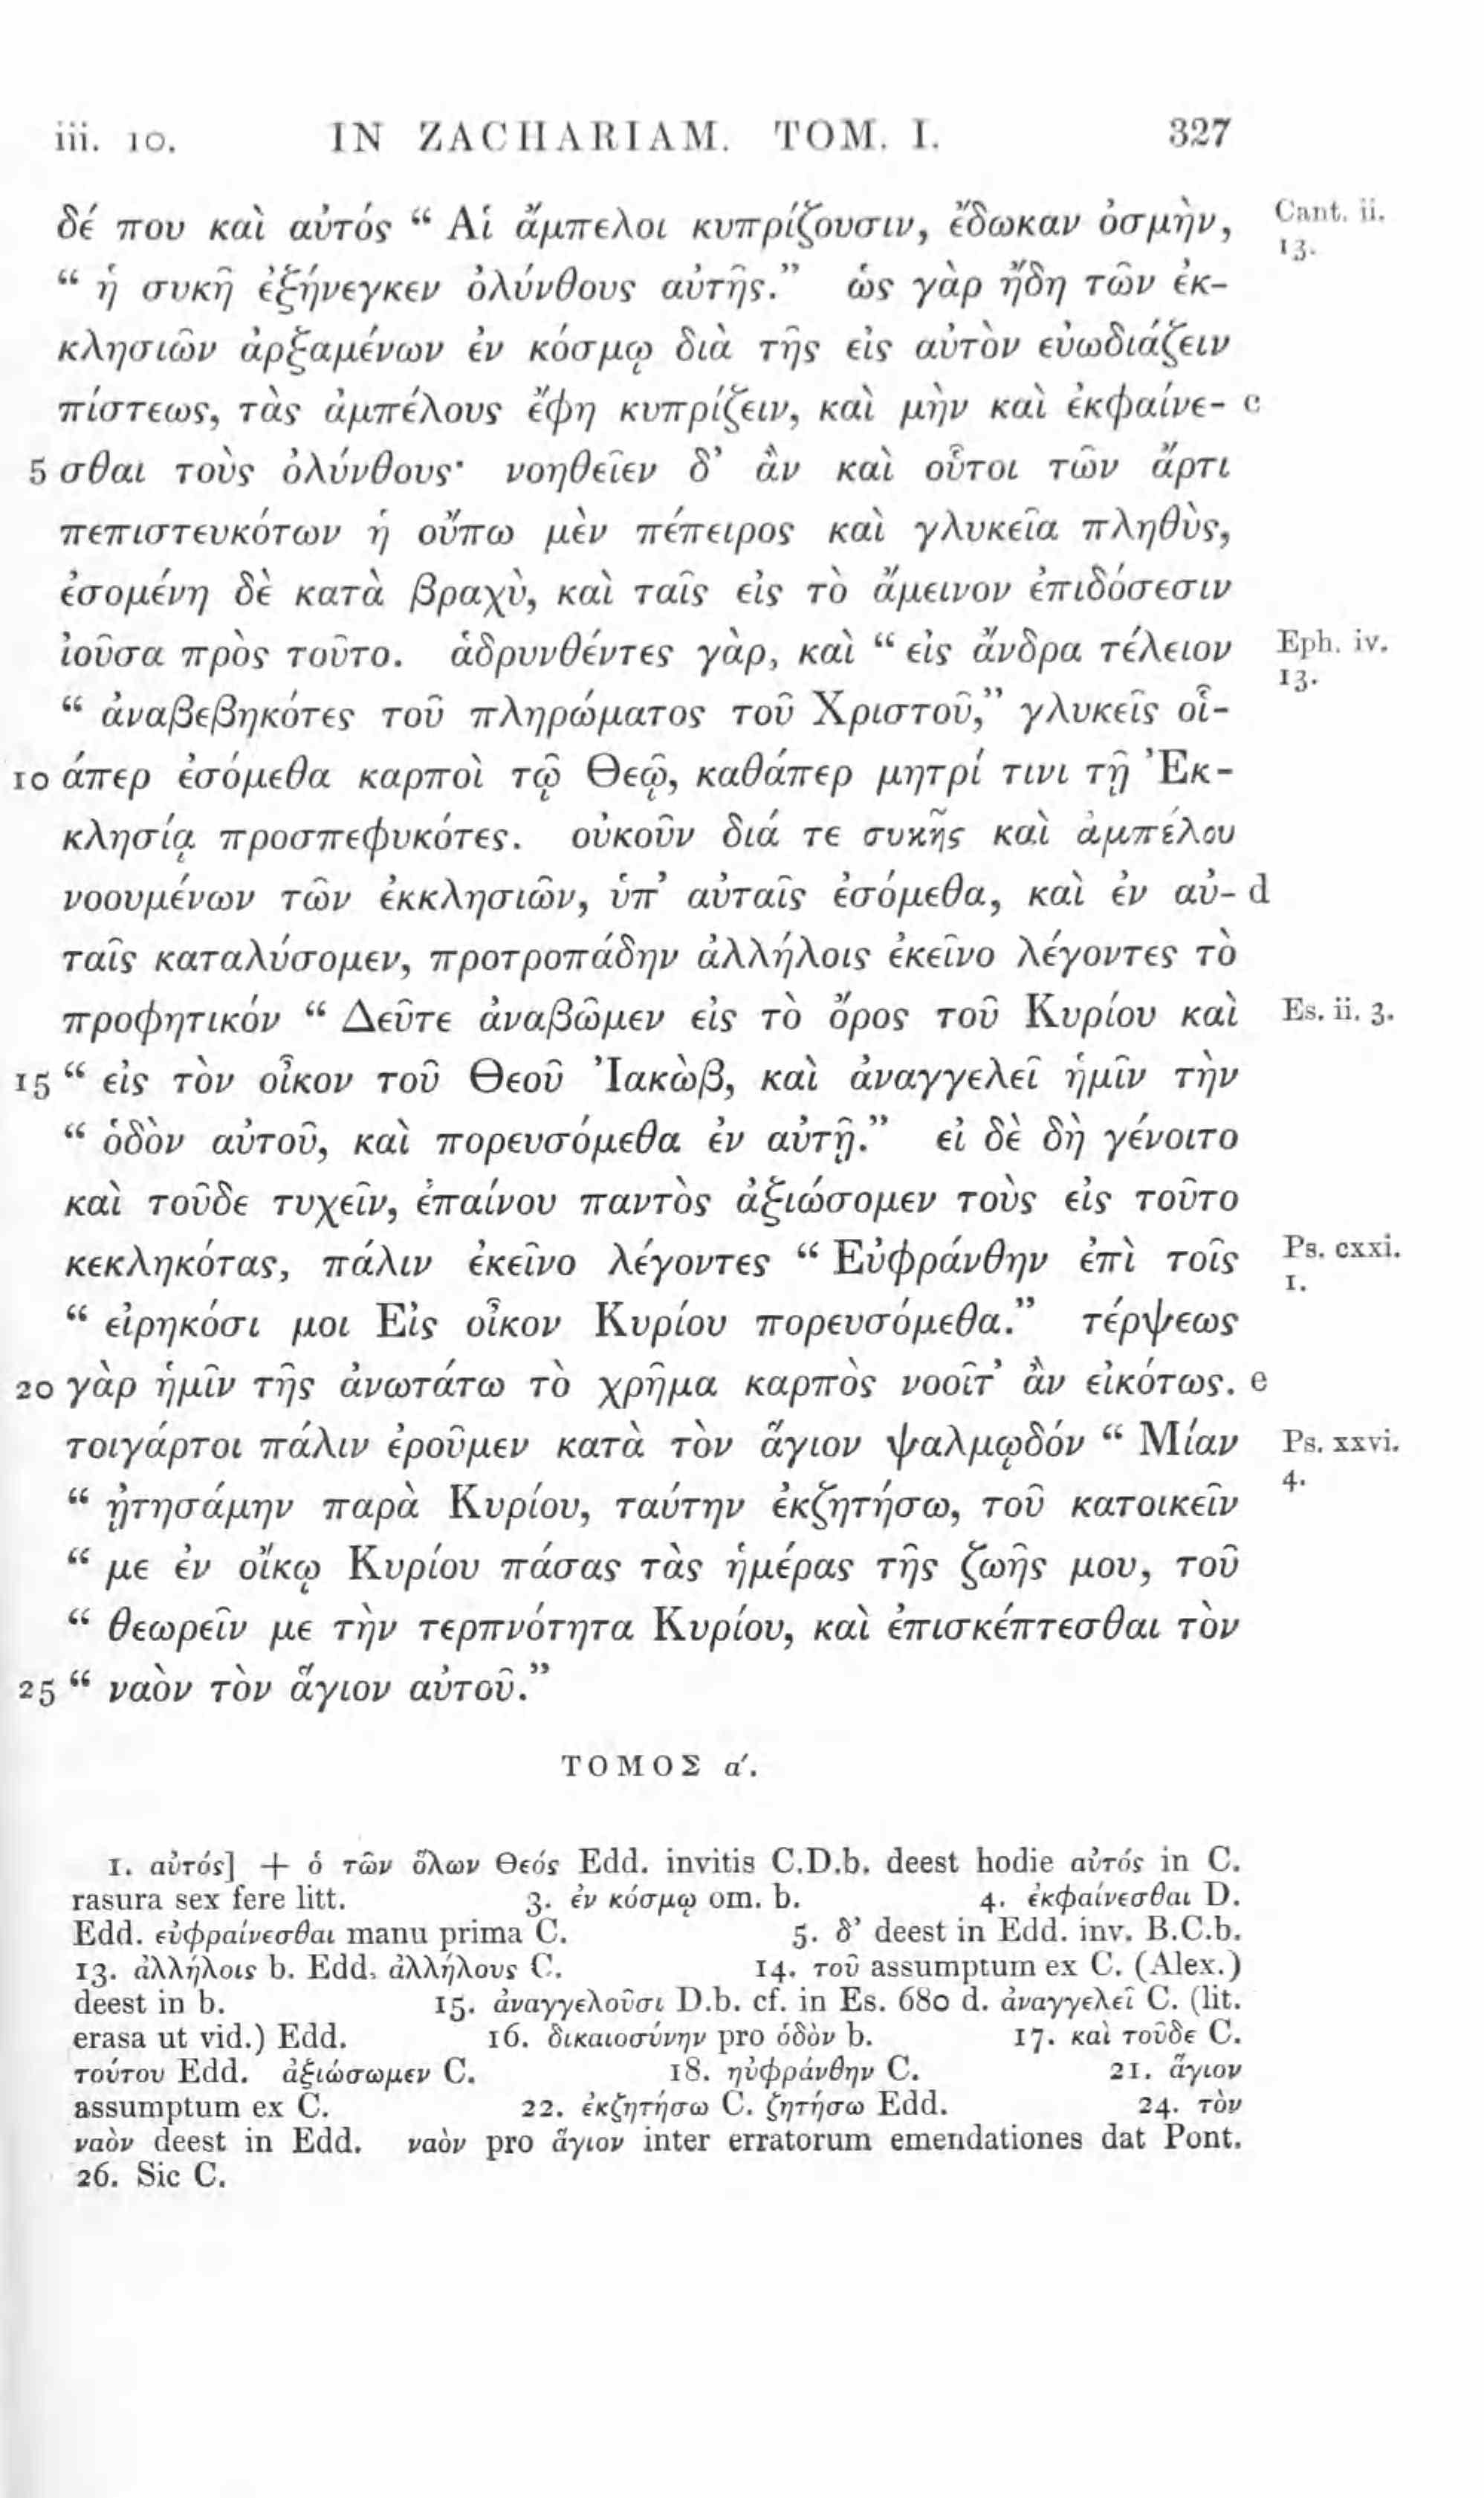 iii. 10. IN ZACHARIAM. TOM. I. 327
δέ που καὶ αὐτός “ Αἱ ἄμπελοι κυπρίζουσιν, ἔδωκαν ὀσμὴν, Cant. ii. 13.
“ ἡ συκῆ ἐξήνεγκεν ὀλύνθους αὐτῆς.” ὡς γὰρ ἤδη τῶν ἐκ-
κλησιῶν ἀρξαμένων ἐν κόσμῳ διὰ τῆς εἰς αὐτὸν εὐωδιάζειν
πίστεως, τὰς ἀμπέλους ἔφη κυπρίζειν, καὶ μὴν καὶ ἐκφαίνε- c
5 σθαι τοὺς ὀλύνθους· νοηθεῖεν δ’ ἂν καὶ οὗτοι τῶν ἄρτι
πεπιστευκότων ἡ οὔπω μὲν πέπειρος καὶ γλυκεῖα πληθὺς,
ἐσομένη δὲ κατὰ βραχὺ, καὶ ταῖς εἰς τὸ ἄμεινον ἐπιδόσεσιν
ἰοῦσα πρὸς τοῦτο. ἁδρυνθέντες γὰρ, καὶ “ εἰς ἄνδρα τέλειον Eph. iv. 13.
“ ἀναβεβηκότες τοῦ πληρώματος τοῦ Χριστοῦ,” γλυκεῖς οἷ-
10 άπερ ἐσόμεθα καρποὶ τῷ Θεῷ, καθάπερ μητρί τινι τῇ Ἐκ-
κλησίᾳ προσπεφυκότες. οὐκοῦν διά τε συκῆς καὶ ἀμπέλου
νοουμένων τῶν ἐκκλησιῶν, ὑπ’ αὐταῖς ἐσόμεθα, καὶ ἐν αὐ- d
ταῖς καταλύσομεν, προτροπάδην ἀλλήλοις ἐκεῖνο λέγοντες τὸ
προφητικόν “ Δεῦτε ἀναβῶμεν εἰς τὸ ὄρος τοῦ Κυρίου καὶ Es. ii. 3.
15 “ εἰς τὸν οἶκον τοῦ Θεοῦ Ἰακὼβ, καὶ ἀναγγελεῖ ἡμῖν τὴν
“ ὁδὸν αὐτοῦ, καὶ πορευσόμεθα ἐν αὐτῇ.” εἰ δὲ δὴ γένοιτο
καὶ τοῦδε τυχεῖν, ἐπαίνου παντὸς ἀξιώσομεν τοὺς εἰς τοῦτο
κεκληκότας, πάλιν ἐκεῖνο λέγοντες “ Εὐφράνθην ἐπὶ τοῖς Ps. cxxi. 1.
“ εἰρηκόσι μοι Εἰς οἶκον Κυρίου πορευσόμεθα.” τέρψεως
20 γὰρ ἡμῖν τῆς ἀνωτάτω τὸ χρῆμα καρπὸς νοοῖτ’ ἂν εἰκότως. e
τοιγάρτοι πάλιν ἐροῦμεν κατὰ τὸν ἅγιον ψαλμῳδόν “ Μίαν Ps. xxvi. 4.
“ ᾐτησάμην παρὰ Κυρίου, ταύτην ἐκζητήσω, τοῦ κατοικεῖν
“ με ἐν οἴκῳ Κυρίου πάσας τὰς ἡμέρας τῆς ζωῆς μου, τοῦ
“ θεωρεῖν με τὴν τερπνότητα Κυρίου, καὶ ἐπισκέπτεσθαι τὸν
25 “ ναὸν τὸν ἅγιον αὐτοῦ.”
ΤΟΜΟΣ α′.
1. αὐτός] + ὁ τῶν ὅλων Θεός Edd. invitis C.D.b. deest hodie αὐτός in C.
rasura sex fere litt. 3. ἐν κόσμῳ om. b. 4. ἐκφαίνεσθαι D.
Edd. εὐφραίνεσθαι manu prima C. 5. δ’ deest in Edd. inv. B.C.b.
13. ἀλλήλοις b. Edd. ἀλλήλους C. 14. τοῦ assumptum ex C. (Alex.)
deest in b. 15. ἀναγγελοῦσι D.b. cf. in Es. 680 d. ἀναγγελεῖ C. (lit.
erasa ut vid.) Edd. 16. δικαιοσύνην pro ὁδὸν b. 17. καὶ τοῦδε C.
τούτου Edd. ἀξιώσωμεν C. 18. ηὐφράνθην C. 21. ἅγιον
assumptum ex C. 22. ἐκζητήσω C. ζητήσω Edd. 24. τὸν
ναὸν deest in Edd. ναὸν pro ἅγιον inter erratorum emendationes dat Pont.
26. Sic C.